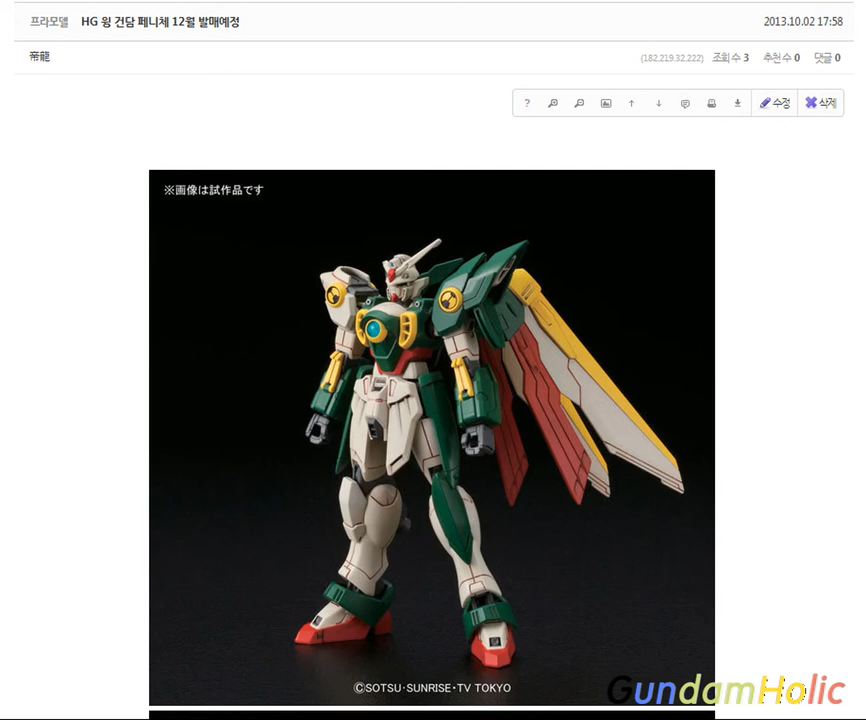 프라모델 HG 윙 건담 페니체 12월 발매예정 2013.10.02 17:58
帝龍 (182.219.32.222) 조회 수 3 추천 수 0 댓글 0
? 수정 삭제
※画像は試作品です
©SOTSU·SUNRISE・TV TOKYO
GundamHolic